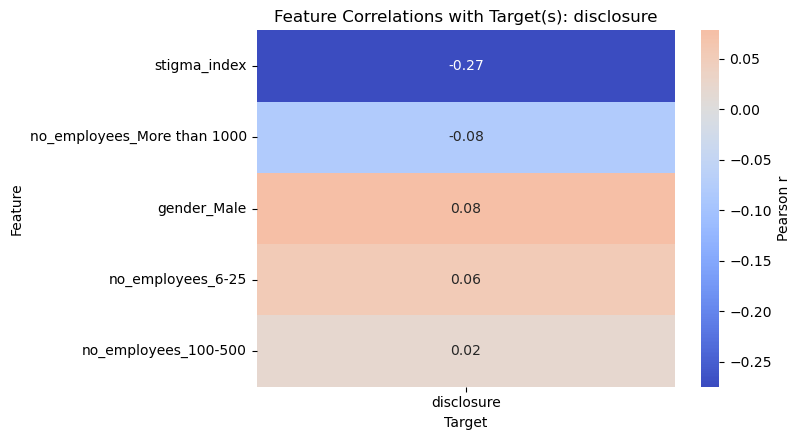 Feature Correlations with Target(s): disclosure
Feature
stigma_index
-0.27
no_employees_More than 1000
-0.08
gender_Male
0.08
no_employees_6-25
0.06
no_employees_100-500
0.02
disclosure
Target
0.05
0.00
−0.05
−0.10
−0.15
−0.20
−0.25
Pearson r